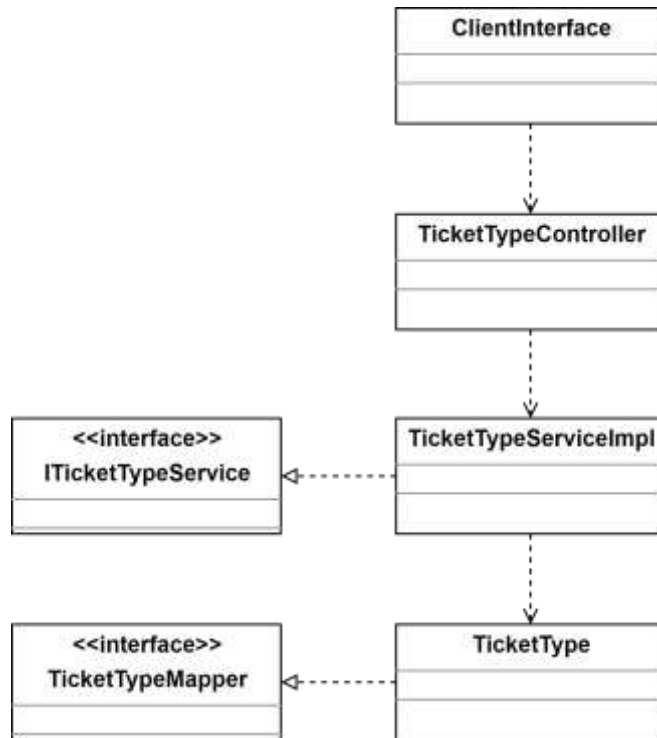 ClientInterface
TicketTypeController
<<interface>>
ITicketTypeService
TicketTypeServiceImpl
<<interface>>
TicketTypeMapper
TicketType